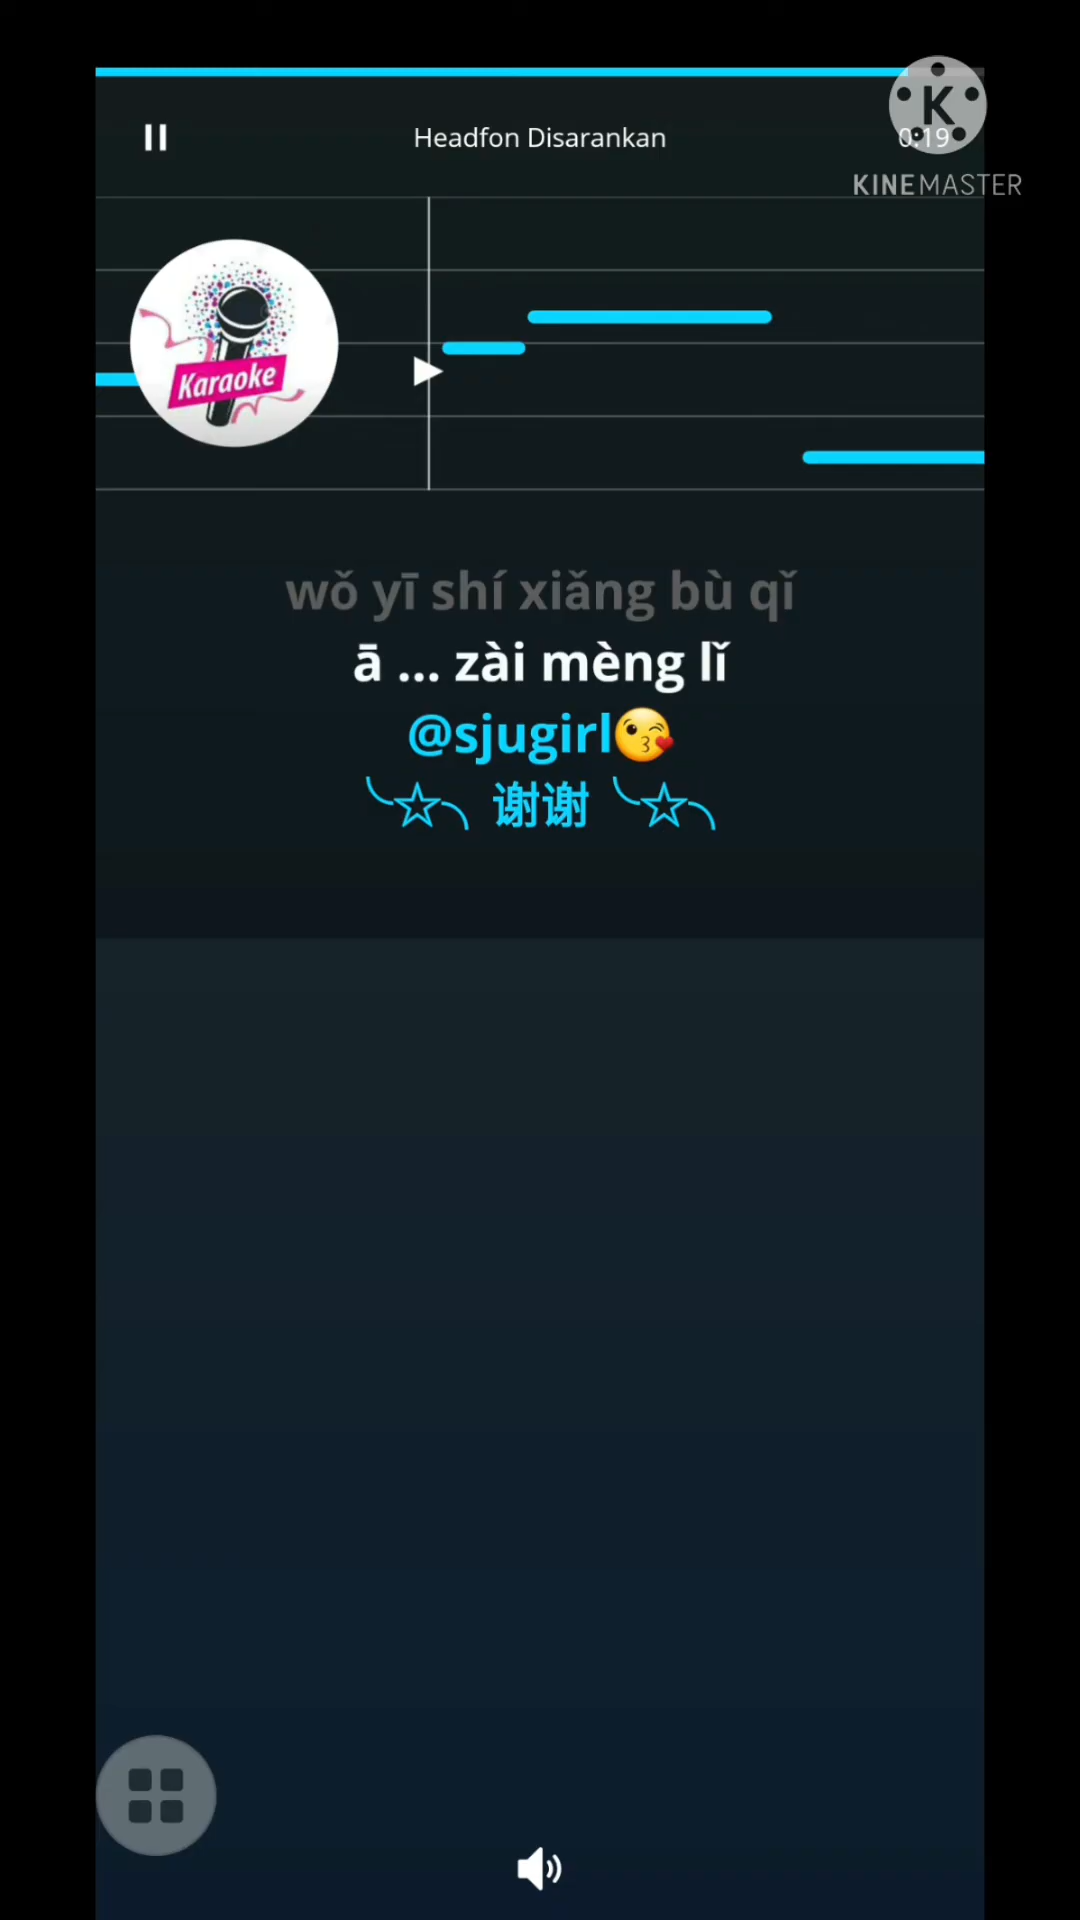 Headfon Disarankan
0:19
K
KINEMASTER
Karaoke
wǒ yī shí xiǎng bù qǐ
ā ... zài mèng lǐ
@sjugirl😘
╰☆╮ 谢谢 ╰☆╮